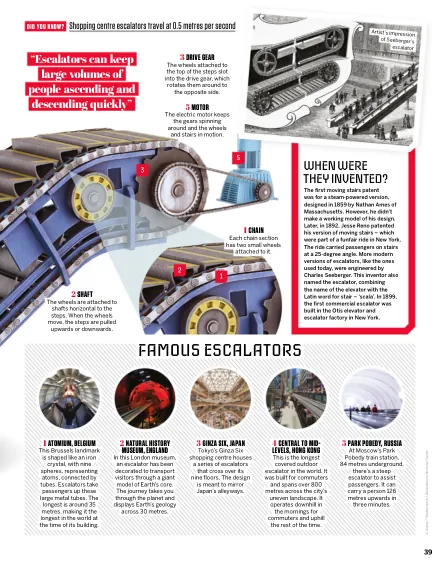 DID YOU KNOW? Shopping centre escalators travel at 0.5 metres per second
“Escalators can keep
large volumes of
people ascending and
descending quickly”
3 DRIVE GEAR
The wheels attached to
the top of the steps slot
into the drive gear, which
rotates them around to
the opposite side.
5 MOTOR
The electric motor keeps
the gears spinning
around and the wheels
and stairs in motion.
Artist's impression
of Seeberger's
escalator
3
5
1 CHAIN
Each chain section
has two small wheels
attached to it.
2
1
2 SHAFT
The wheels are attached to
shafts horizontal to the
steps. When the wheels
move, the steps are pulled
upwards or downwards.
WHEN WERE
THEY INVENTED?
The first moving stairs patent
was for a steam-powered version,
designed in 1859 by Nathan Ames of
Massachusetts. However, he didn't
make a working model of his design.
Later, in 1892, Jesse Reno patented
his version of moving stairs – which
were part of a funfair ride in New York.
The ride carried passengers on stairs
at a 25-degree angle. More modern
versions of escalators, like the ones
used today, were engineered by
Charles Seeberger. This inventor also
named the escalator, combining
the name of the elevator with the
Latin word for stair – 'scala'. In 1899,
the first commercial escalator was
built in the Otis elevator and
escalator factory in New York.
FAMOUS ESCALATORS
1 ATOMIUM, BELGIUM
This Brussels landmark
is shaped like an iron
crystal, with nine
spheres, representing
atoms, connected by
tubes. Escalators take
passengers up these
large metal tubes. The
longest is around 35
metres, making it the
longest in the world at
the time of its building.
2 NATURAL HISTORY
MUSEUM, ENGLAND
In this London museum,
an escalator has been
decorated to transport
visitors through a giant
model of Earth's core.
The journey takes you
through the planet and
displays Earth's geology
across 30 metres.
3 GINZA SIX, JAPAN
Tokyo's Ginza Six
shopping centre houses
a series of escalators
that cross over its
nine floors. The design
is meant to mirror
Japan's alleyways.
4 CENTRAL TO MID-
LEVELS, HONG KONG
This is the longest
covered outdoor
escalator in the world. It
was built for commuters
and spans over 800
metres across the city's
uneven landscape. It
operates downhill in
the mornings for
commuters and uphill
the rest of the time.
5 PARK POBEDY, RUSSIA
At Moscow's Park
Pobedy train station,
84 metres underground,
there's a steep
escalator to assist
passengers. It can
carry a person 126
metres upwards in
three minutes.
39